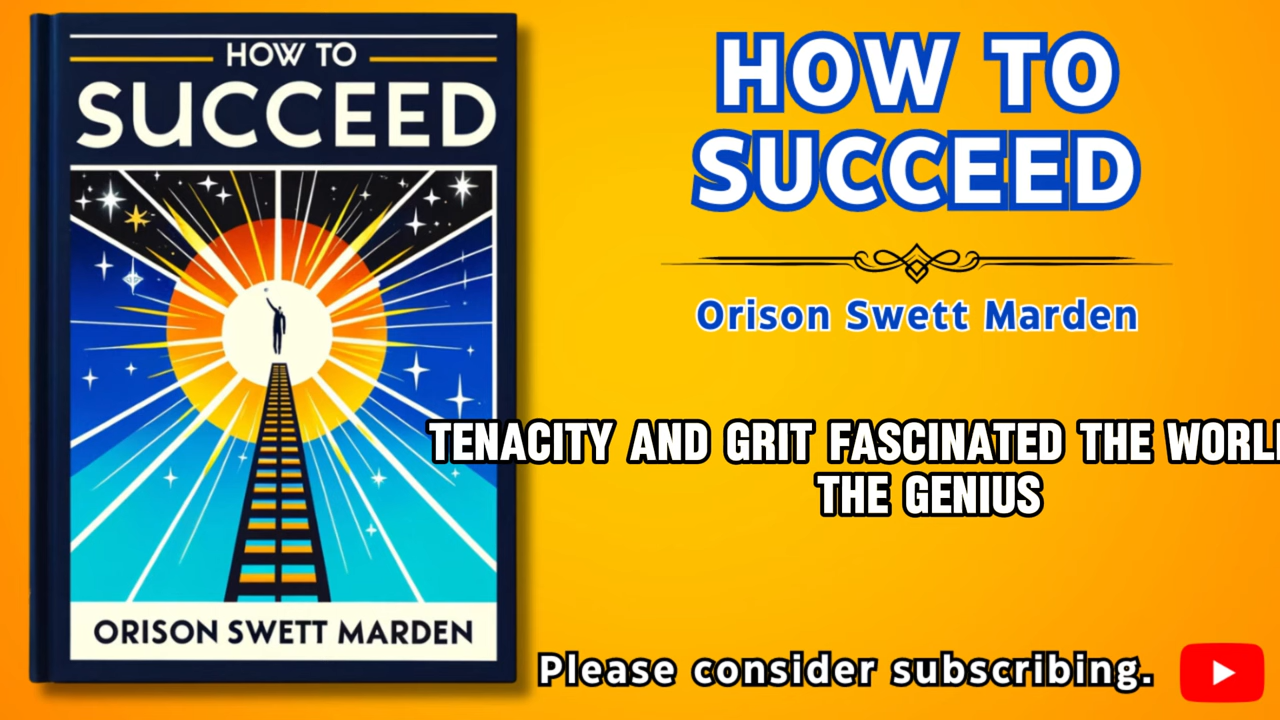 HOW TO
SUCCEED
ORISON SWETT MARDEN
HOW TO
SUCCEED
Orison Swett Marden
TENACITY AND GRIT FASCINATED THE
THE GENIUS
Please consider subscribing.